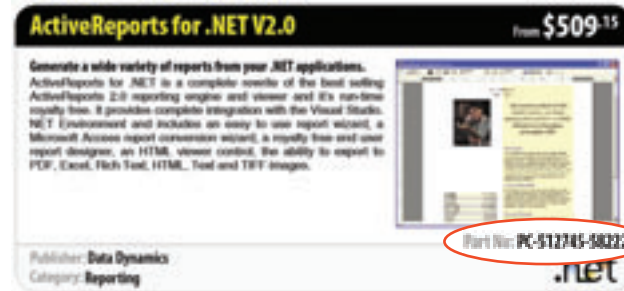 ActiveReports for .NET V2.0
From $509.15
Generate a wide variety of reports from your .NET applications.
ActiveReports for .NET is a complete rewrite of the best selling
ActiveReports 2.0 reporting engine and viewer and it's run-time
royalty free. It provides complete integration with the Visual Studio.
NET Environment and includes an easy to use report wizard, a
Microsoft Access report conversion wizard, a royalty free end user
report designer, an HTML viewer control, the ability to export to
PDF, Excel, Rich Text, HTML, Text and TIFF images.
Part No: PC-512745-58222
Publisher: Data Dynamics
Category: Reporting
.net